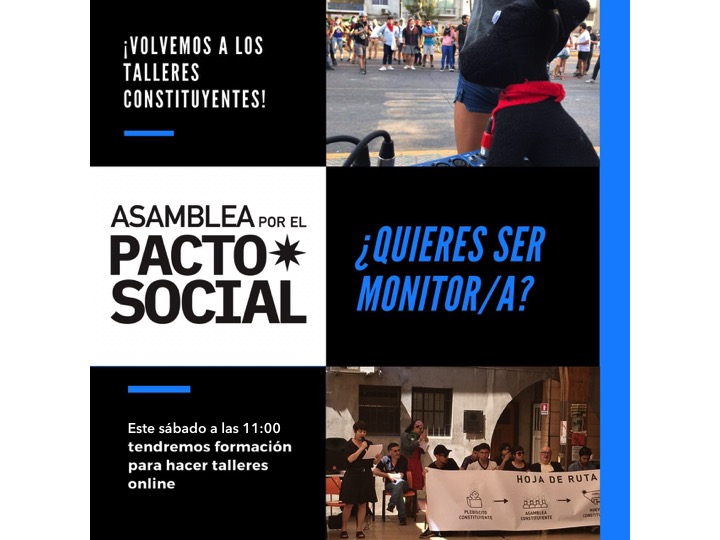 ¡VOLVEMOS A LOS
TALLERES
CONSTITUYENTES!
ASAMBLEA POR EL
PACTO
SOCIAL
¿QUIERES SER
MONITOR/A?
Este sábado a las 11:00
tendremos formación
para hacer talleres
online
HOJA DE RUTA
PLEBISCITO
CONSTITUYENTE
ASAMBLEA
CONSTITUYENTE